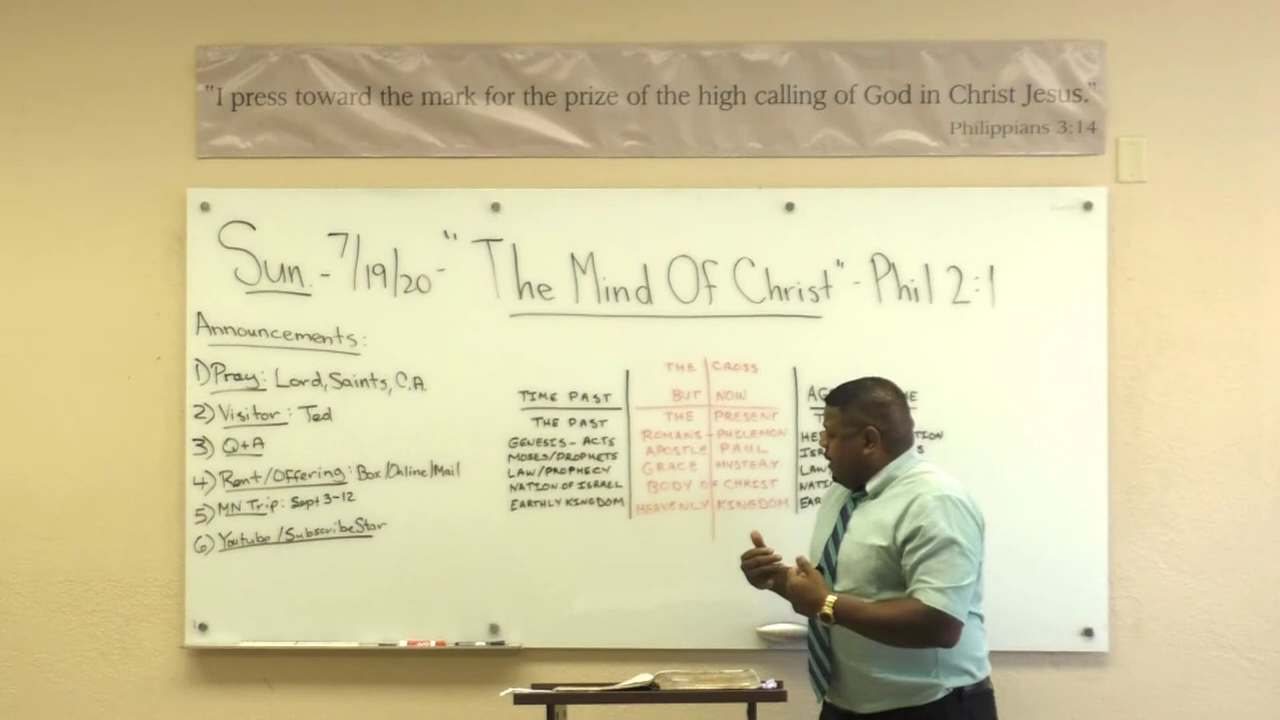 "I press toward the mark for the prize of the high calling of God in Christ Jesus."
Philippians 3:14
Sun. - 7/19/20 - "The Mind Of Christ" - Phil 2:1
Announcements:
1) Pray: Lord, Saints, C.A.
2) Visitor: Ted
3) Q+A
4) Rent/Offering: Box/Online/Mail
5) MN Trip: Sept 3-12
6) Youtube/SubscribeStar
TIME PAST
THE PAST
GENESIS - ACTS
MOSES/PROPHETS
LAW/PROPHECY
NATION OF ISRAEL
EARTHLY KINGDOM
THE CROSS
BUT NOW
THE PRESENT
ROMANS - PHILEMON
APOSTLE PAUL
GRACE MYSTERY
BODY OF CHRIST
HEAVENLY KINGDOM